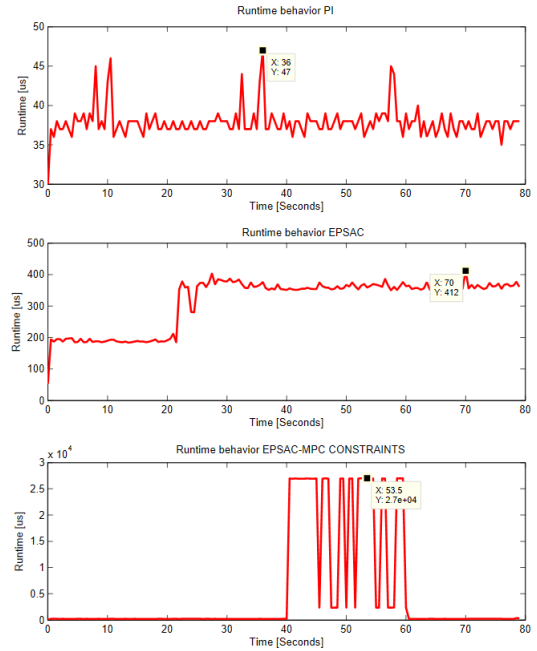 Runtime behavior PI
50
45
40
35
30
Runtime [us]
X: 36
Y: 47
0 10 20 30 40 50 60 70 80
Time [Seconds]
Runtime behavior EPSAC
500
400
300
200
100
0
Runtime [us]
X: 70
Y: 412
0 10 20 30 40 50 60 70 80
Time [Seconds]
Runtime behavior EPSAC-MPC CONSTRAINTS
x 10^4
3
2.5
2
1.5
1
0.5
0
Runtime [us]
X: 53.5
Y: 2.7e+04
0 10 20 30 40 50 60 70 80
Time [Seconds]